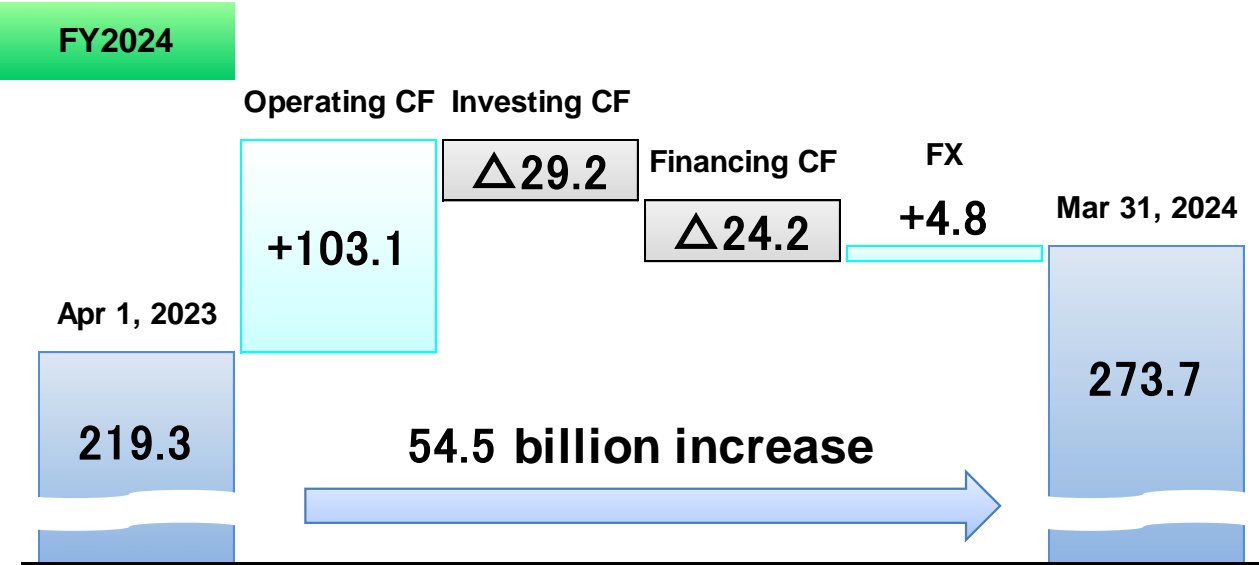 FY2024
Operating CF
Investing CF
Financing CF
FX
Mar 31, 2024
Apr 1, 2023
+103.1
△29.2
△24.2
+4.8
219.3
273.7
54.5 billion increase